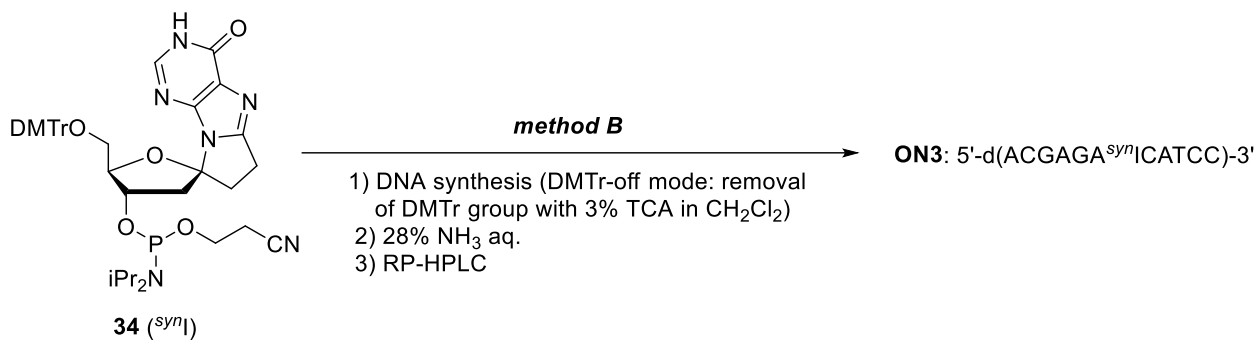 H
N
O
N
N
N
DMTrO
O
O
P
O
CN
iPr₂N
34 (ˢʸⁿI)
method B
1) DNA synthesis (DMTr-off mode: removal
of DMTr group with 3% TCA in CH₂Cl₂)
2) 28% NH₃ aq.
3) RP-HPLC
ON3: 5'-d(ACGAGAˢʸⁿICATCC)-3'